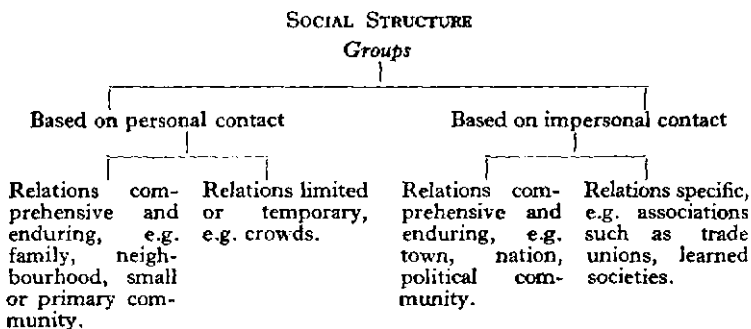 SOCIAL STRUCTURE
Groups
Based on personal contact
Based on impersonal contact
Relations com-
prehensive and
enduring, e.g.
family, neigh-
bourhood, small
or primary com-
munity.
Relations limited
or temporary,
e.g. crowds.
Relations com-
prehensive and
enduring, e.g.
town, nation,
political com-
munity.
Relations specific,
e.g. associations
such as trade
unions, learned
societies.